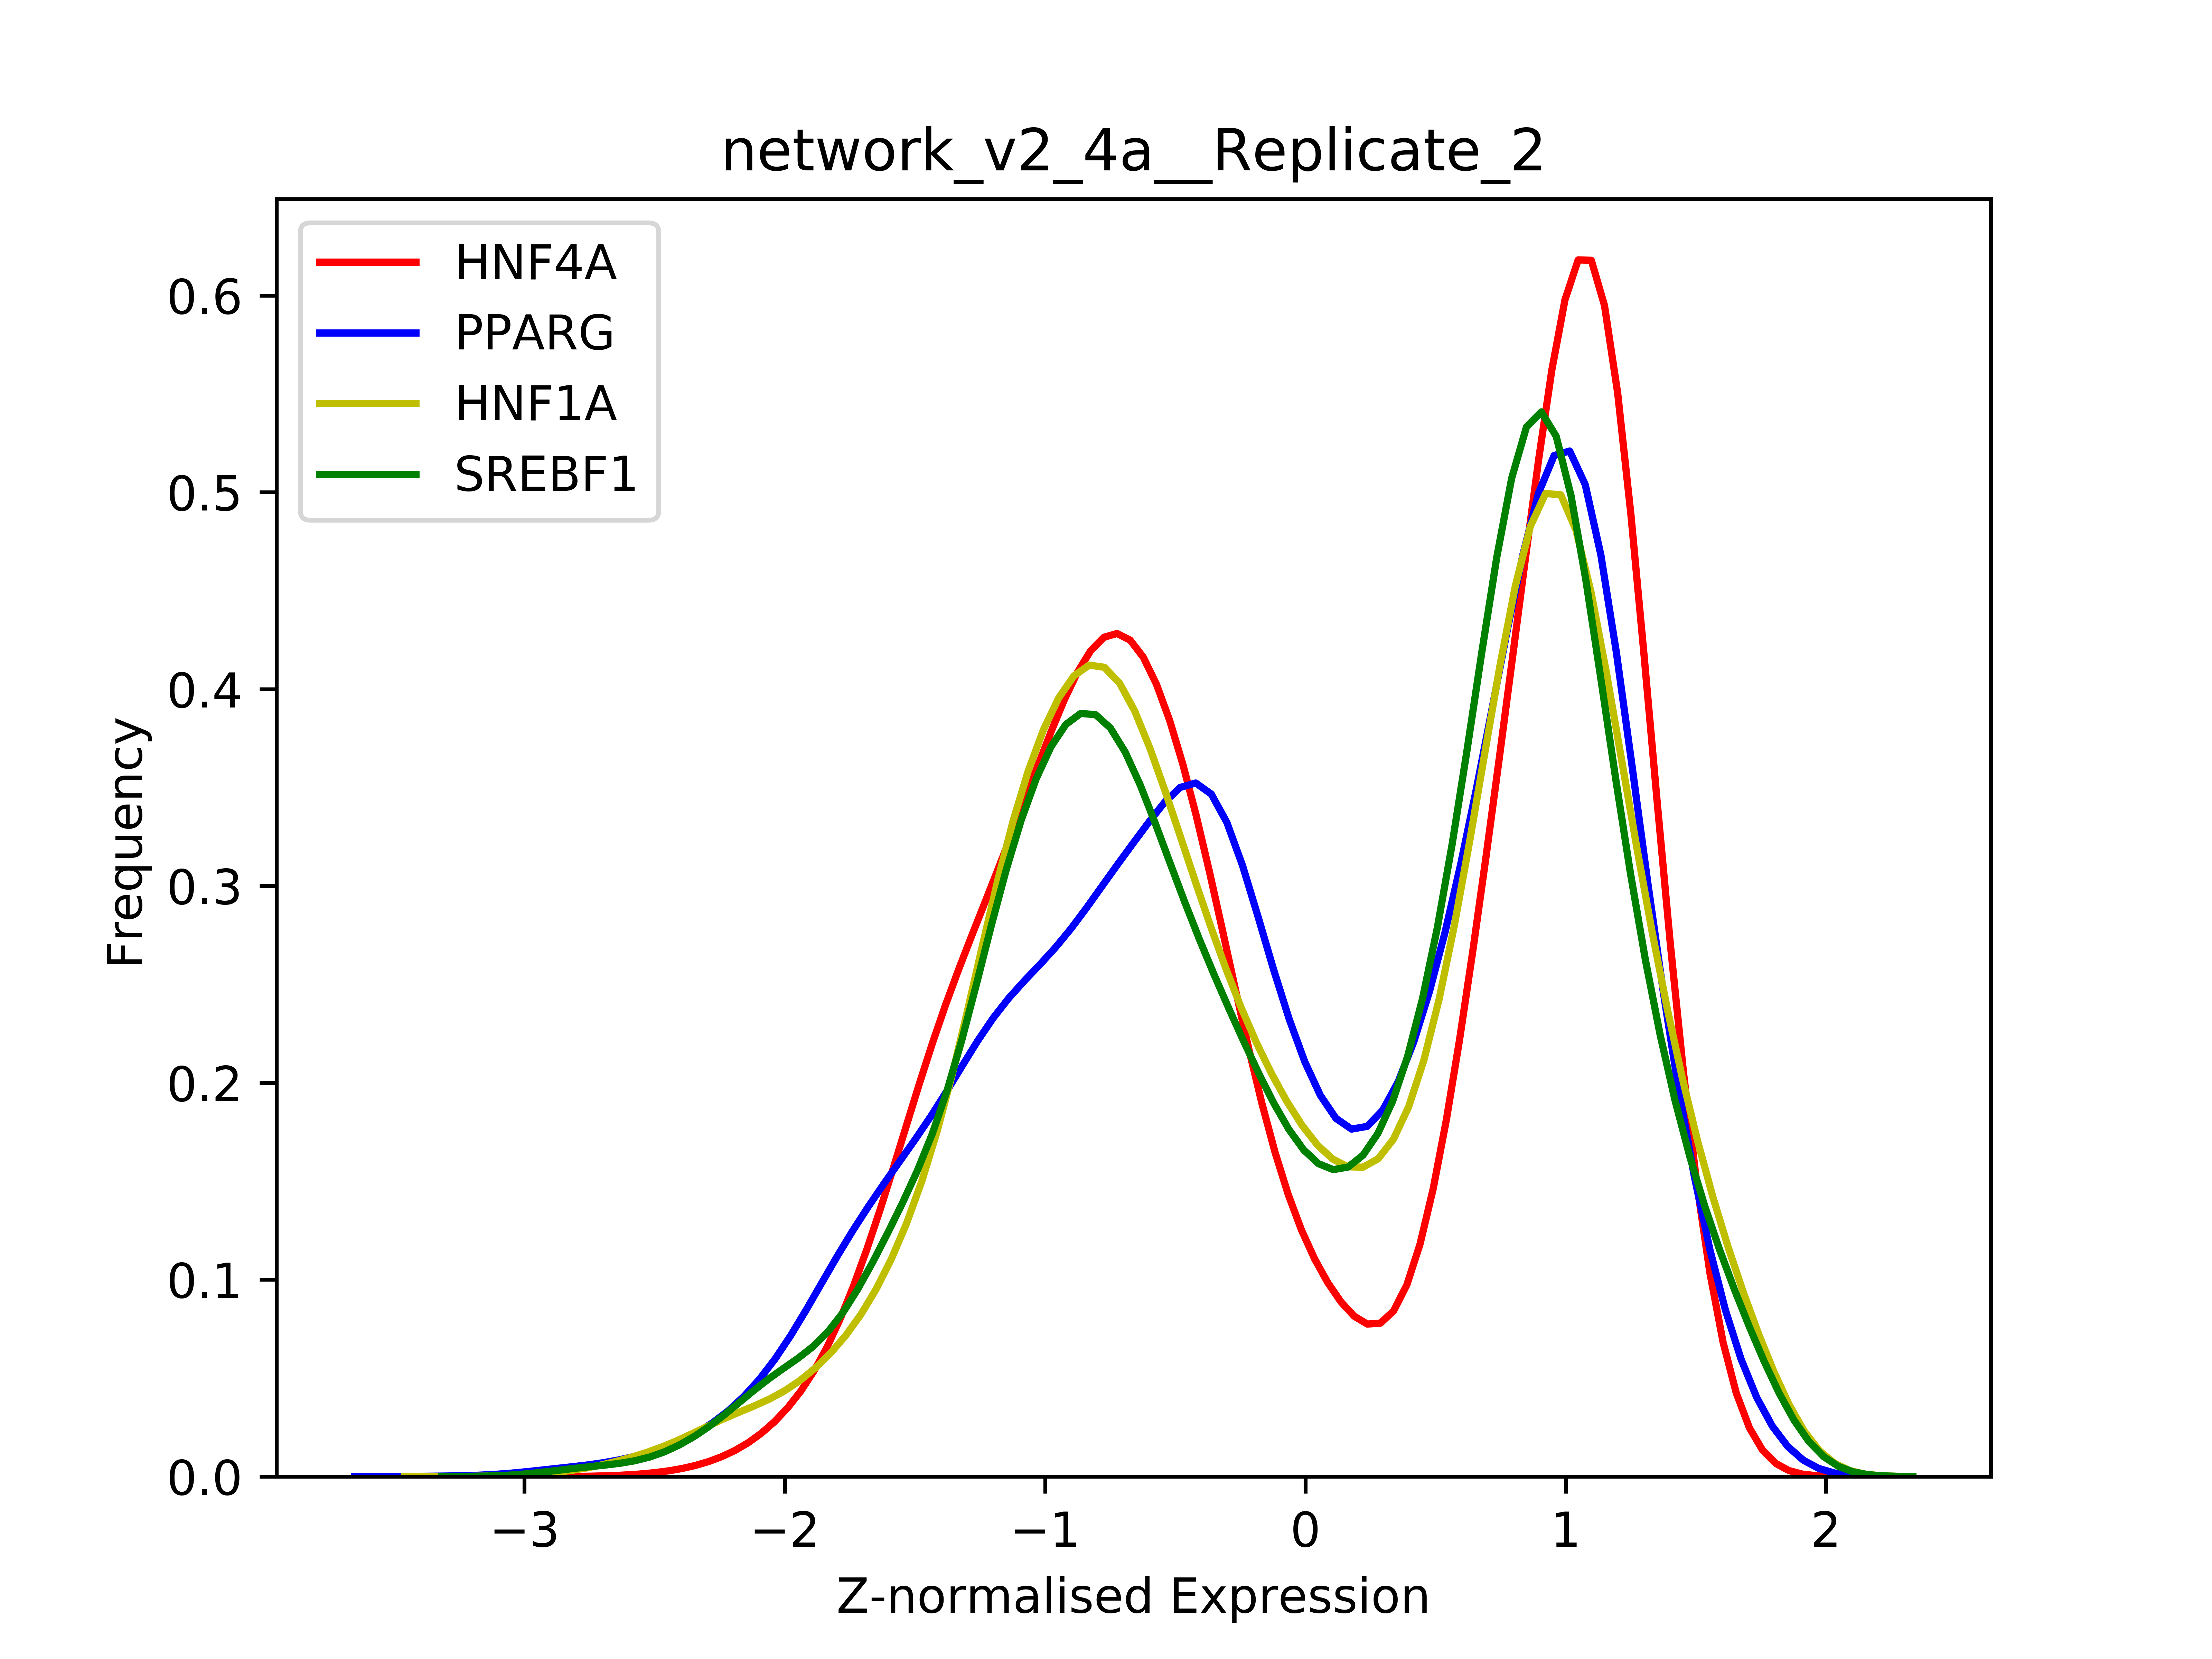 network_v2_4a__Replicate_2
HNF4A
PPARG
HNF1A
SREBF1
Frequency
0.6
0.5
0.4
0.3
0.2
0.1
0.0
−3 −2 −1 0 1 2
Z-normalised Expression